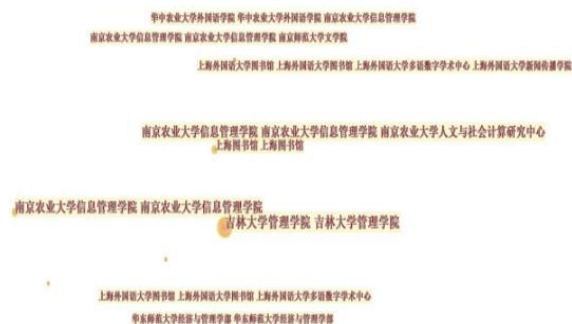 华中农业大学外国语学院 华中农业大学外国语学院 南京农业大学信息管理学院
南京农业大学信息管理学院 南京农业大学信息管理学院 南京师范大学文学院
上海外国语大学图书馆 上海外国语大学图书馆 上海外国语大学多语数字学术中心 上海外国语大学新闻传播学院
南京农业大学信息管理学院 南京农业大学信息管理学院 南京农业大学人文与社会计算研究中心
上海图书馆 上海图书馆
南京农业大学信息管理学院 南京农业大学信息管理学院
吉林大学管理学院 吉林大学管理学院
上海外国语大学图书馆 上海外国语大学图书馆 上海外国语大学多语数字学术中心
华东师范大学经济与管理学部 华东师范大学经济与管理学部